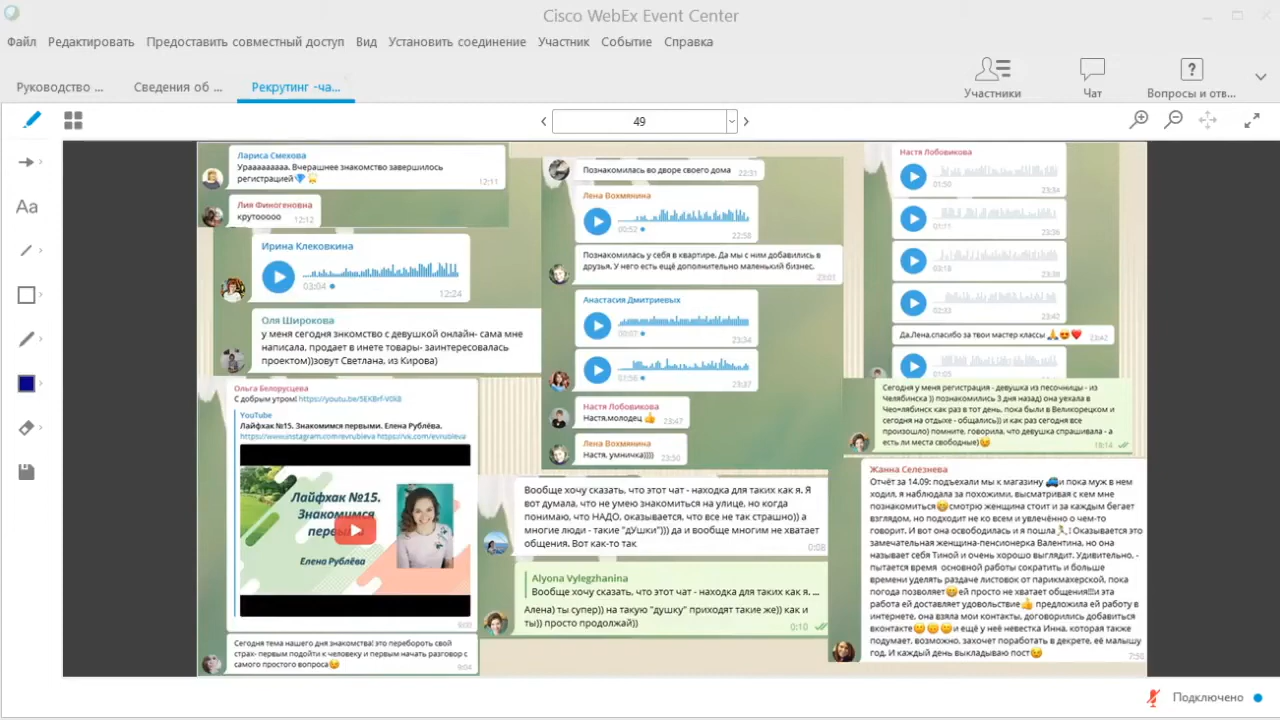 Cisco WebEx Event Center
Файл Редактировать Предоставить совместный доступ Вид Установить соединение Участник Событие Справка
Участники Чат Вопросы и отв...
Руководство ... Сведения об ... Рекрутинг -ча...
49
Aa
Лариса Смехова
Урааааааааа. Вчерашнее знакомство завершилось
регистрацией
12:11
Лия Финогеновна
крутооооо 12:12
Ирина Клековкина
03:04 12:24
Оля Широкова
у меня сегодня знкомство с девушкой онлайн- сама мне
написала, продает в инете товары- заинтересовалась
проектом))зовут Светлана, из Кирова)
Ольга Белорусцева
С добрым утром! https://youtu.be/5EKBrf-V0k8
YouTube
Лайфхак №15. Знакомимся первыми. Елена Рублёва.
https://www.instagram.com/evrubleva https://vk.com/evrubleva
Лайфхак №15.
Знакомимся
первыми
Елена Рублёва
9:00
Сегодня тема нашего дня знакомства! это перебороть свой
страх- первым подойти к человеку и первым начать разговор с
самого простого вопроса
9:04
Познакомилась во дворе своего дома 22:31
Лена Вохмянина
00:52 22:58
Познакомилась у себя в квартире. Да мы с ним добавились в
друзья. У него есть ещё дополнительно маленький бизнес.
23:01
Анастасия Дмитриевых
23:34
01:56 23:37
Настя Лобовикова
Настя,молодец 23:47
Лена Вохмянина
Настя, умничка)))) 23:50
Вообще хочу сказать, что этот чат - находка для таких как я. Я
вот думала, что не умею знакомиться на улице, но когда
понимаю, что НАДО, оказывается, что все не так страшно)) а
многие люди - такие "дУшки"))) да и вообще многим не хватает
общения. Вот как-то так 0:08
Alyona Vylegzhanina
Вообще хочу сказать, что этот чат - находка для таких как я. ...
Алена) ты супер)) на такую "душку" приходят такие же)) как и
ты)) просто продолжай)) 0:10
Настя Лобовикова
01:50 23:34
01:11 23:36
03:18 23:38
02:33 23:42
Да,Лена,спасибо за твои мастер классы 23:42
01:05
Сегодня у меня регистрация - девушка из песочницы - из
Челябинска )) познакомились 3 дня назад) она уехала в
Чео=лябинск как раз в тот день, пока были в Великорецком и
сегодня на отдыхе - общались)) и как раз сегодня все
произошло) помните, говорила, что девушка спрашивала - а
есть ли места свободные) 18:14
Жанна Селезнева
Отчёт за 14.09: подъехали мы к магазину и пока муж в нем
ходил, я наблюдала за похожими, высматривая с кем мне
познакомиться смотрю женщина стоит и за каждым бегает
взглядом, но подходит не ко всем и увлечённо о чем-то
говорит. И вот она освободилась и я пошла ! Оказывается это
замечательная женщина-пенсионерка Валентина, но она
называет себя Тиной и очень хорошо выглядит. Удивительно, -
пытается время основной работы сократить и больше
времени уделять раздаче листовок от парикмахерской, пока
погода позволяет ей просто не хватает общения!!!и эта
работа ей доставляет удовольствие предложила ей работу в
интернете, она взяла мои контакты, договорились добавиться
вконтакте и ещё у неё невестка Инна, которая также
подумает, возможно, захочет поработать в декрете, её малышу
год. И каждый день выкладываю пост 7:56
Подключено